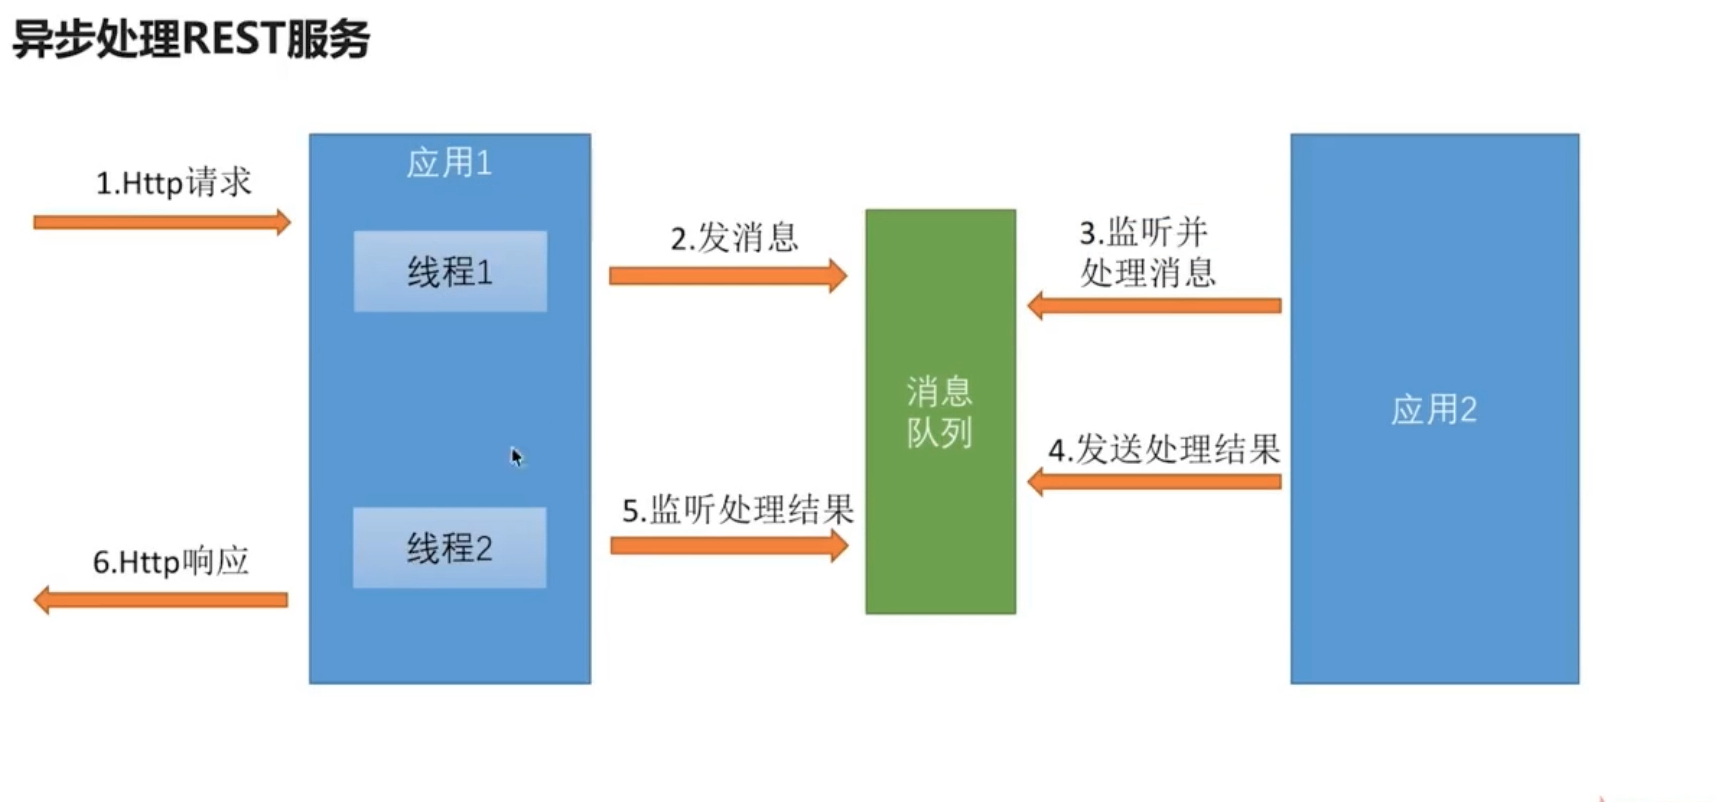 异步处理REST服务
1.Http请求
应用1
线程1
2.发消息
3.监听并
处理消息
消息
队列
应用2
4.发送处理结果
5.监听处理结果
线程2
6.Http响应